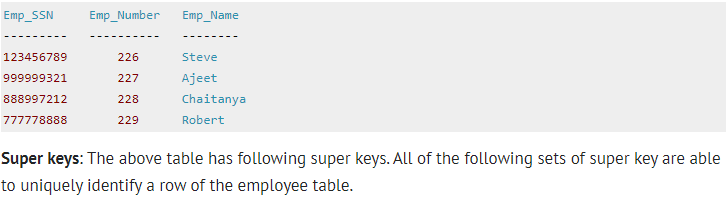 Emp_SSN Emp_Number Emp_Name
--------- ---------- --------
123456789 226 Steve
999999321 227 Ajeet
888997212 228 Chaitanya
777778888 229 Robert
Super keys: The above table has following super keys. All of the following sets of super key are able
to uniquely identify a row of the employee table.